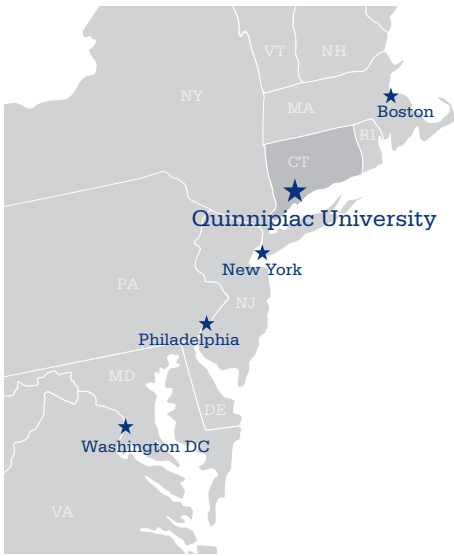 VT
NH
NY
MA
Boston
RI
CT
Quinnipiac University
New York
PA
NJ
Philadelphia
MD
DE
Washington DC
VA